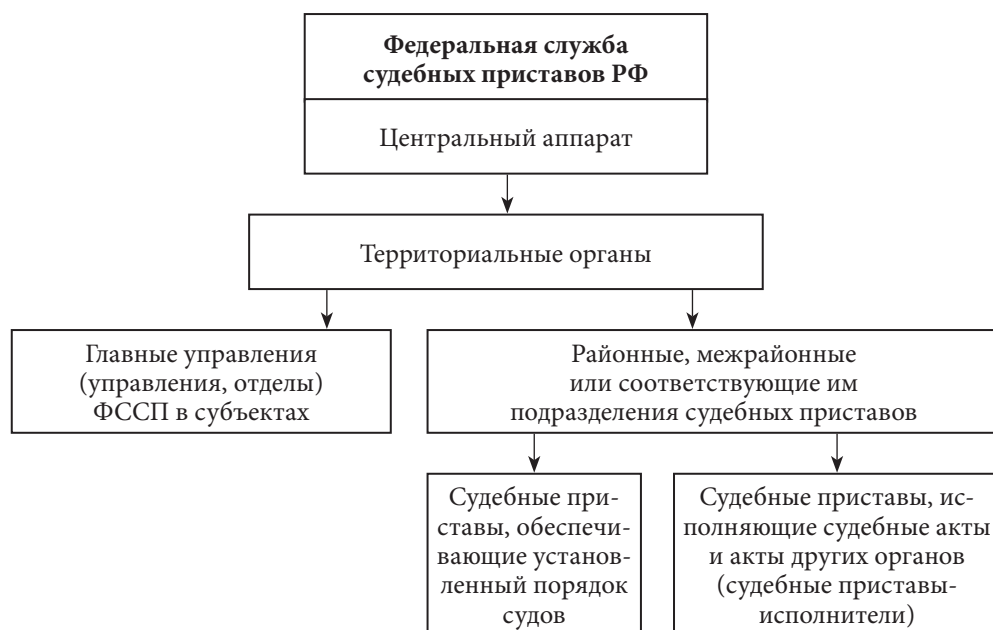 Федеральная служба
судебных приставов РФ
Центральный аппарат
Территориальные органы
Главные управления
(управления, отделы)
ФССП в субъектах
Районные, межрайонные
или соответствующие им
подразделения судебных приставов
Судебные при-
ставы, обеспечи-
вающие установ-
ленный порядок
судов
Судебные приставы, ис-
полняющие судебные акты
и акты других органов
(судебные приставы-
исполнители)